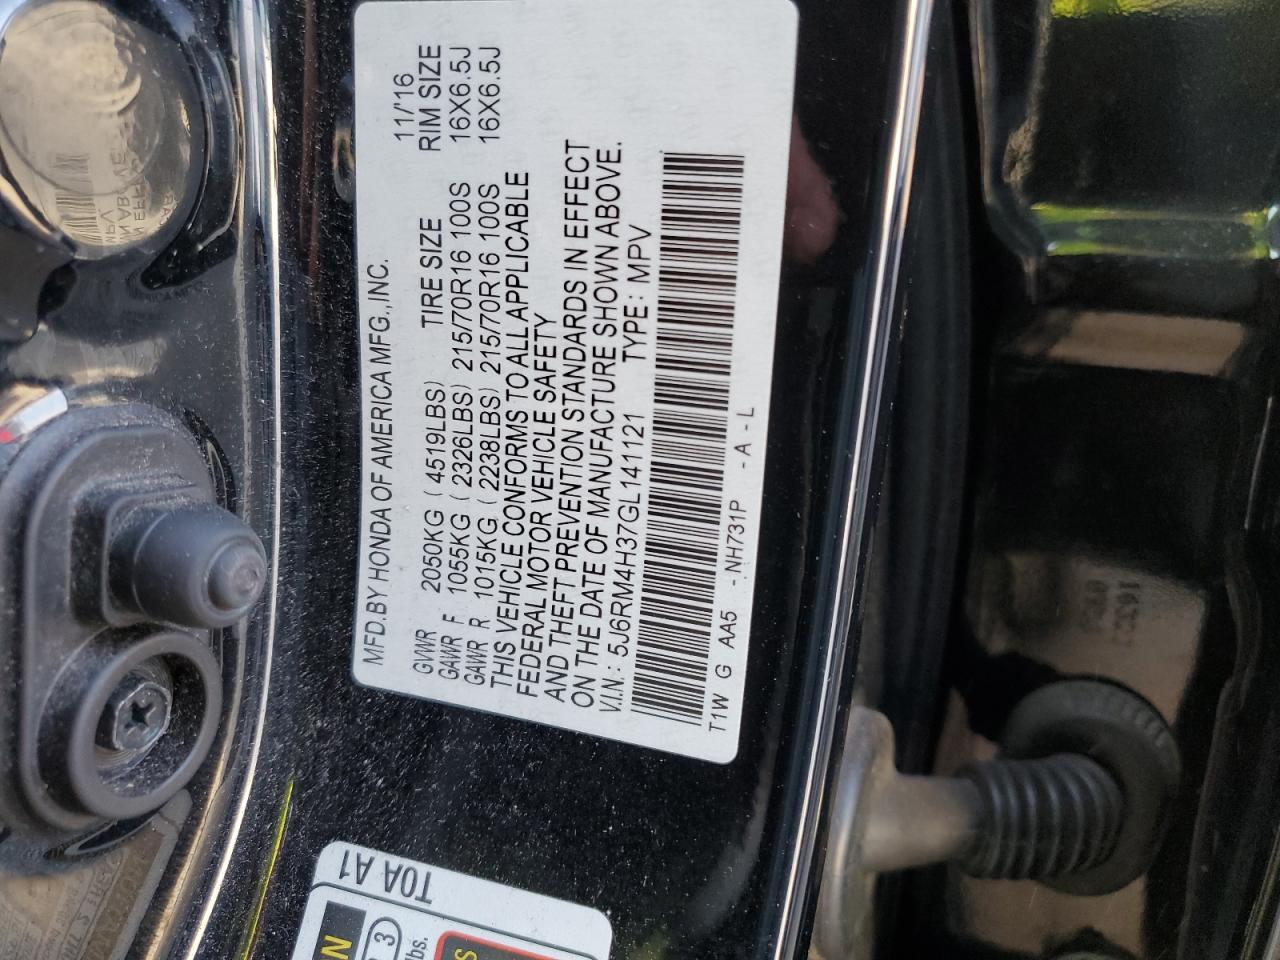 MFD.BY HONDA OF AMERICA MFG.,INC. 11/'16
GVWR 2050KG ( 4519LBS) TIRE SIZE RIM SIZE
GAWR F 1055KG ( 2326LBS) 215/70R16 100S 16X6.5J
GAWR R 1015KG ( 2238LBS) 215/70R16 100S 16X6.5J
THIS VEHICLE CONFORMS TO ALL APPLICABLE
FEDERAL MOTOR VEHICLE SAFETY
AND THEFT PREVENTION STANDARDS IN EFFECT
ON THE DATE OF MANUFACTURE SHOWN ABOVE.
V.I.N.: 5J6RM4H37GL141121 TYPE: MPV
T1W G AA5 - NH731P - A - L
T0A A1
3
lbs.